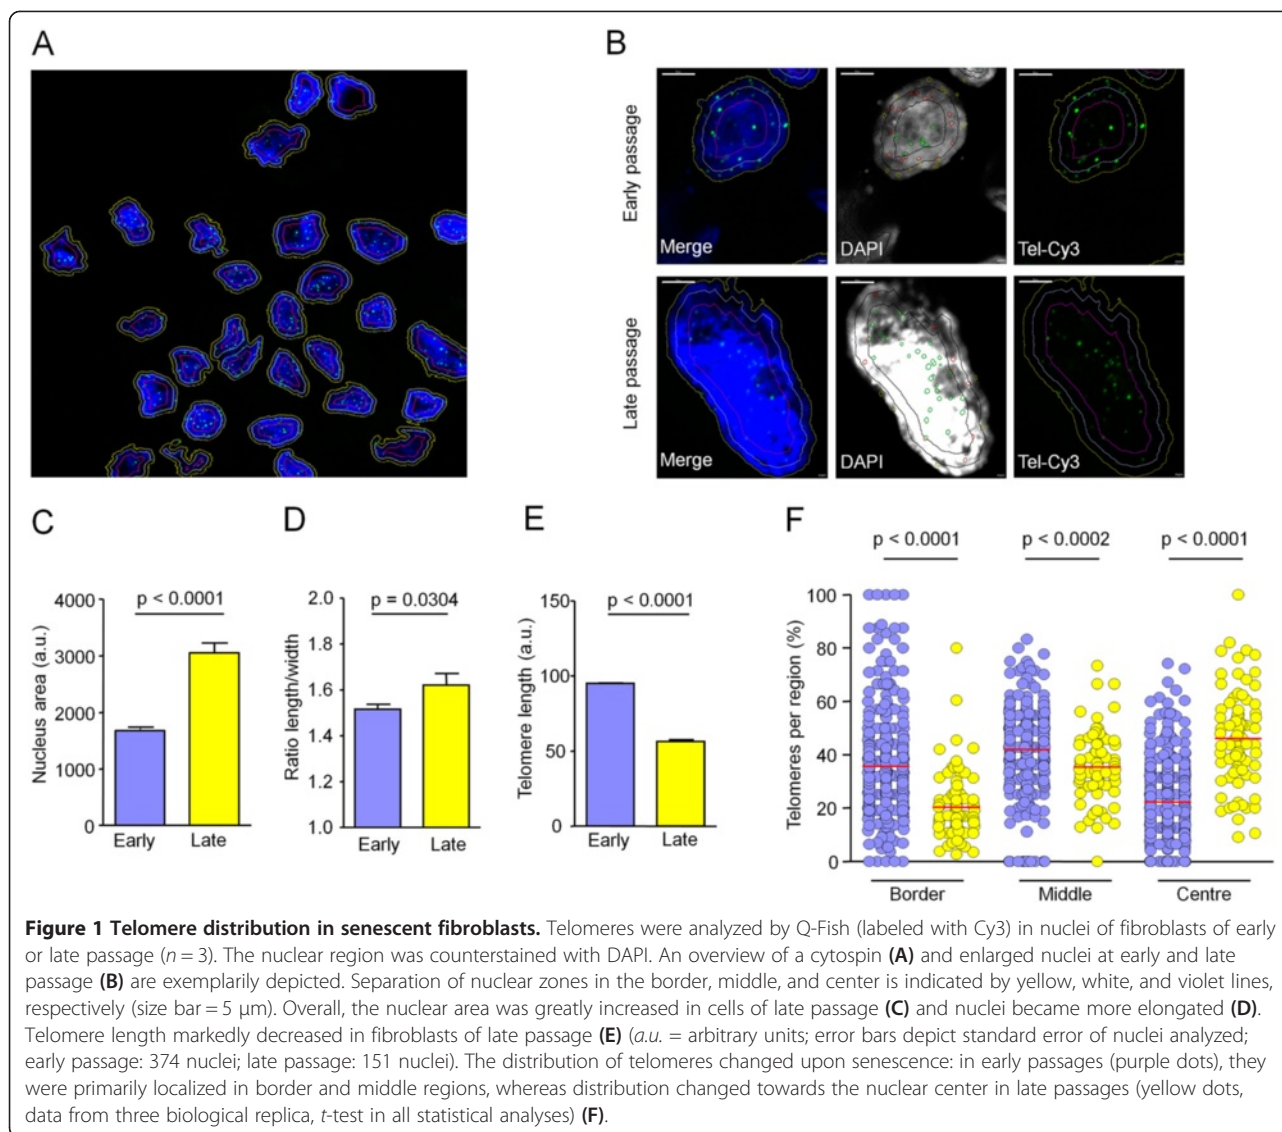 A
B
Early passage
Merge
DAPI
Tel-Cy3
Late passage
Merge
DAPI
Tel-Cy3
C
Nucleus area (a.u.)
4000
3000
2000
1000
0
p < 0.0001
Early
Late
D
Ratio length/width
2.0
1.8
1.6
1.4
1.2
1.0
p = 0.0304
Early
Late
E
Telomere length (a.u.)
150
100
50
0
p < 0.0001
Early
Late
F
p < 0.0001
p < 0.0002
p < 0.0001
Telomeres per region (%)
100
80
60
40
20
0
Border
Middle
Centre
Figure 1 Telomere distribution in senescent fibroblasts. Telomeres were analyzed by Q-Fish (labeled with Cy3) in nuclei of fibroblasts of early
or late passage (n = 3). The nuclear region was counterstained with DAPI. An overview of a cytospin (A) and enlarged nuclei at early and late
passage (B) are exemplarily depicted. Separation of nuclear zones in the border, middle, and center is indicated by yellow, white, and violet lines,
respectively (size bar = 5 μm). Overall, the nuclear area was greatly increased in cells of late passage (C) and nuclei became more elongated (D).
Telomere length markedly decreased in fibroblasts of late passage (E) (a.u. = arbitrary units; error bars depict standard error of nuclei analyzed;
early passage: 374 nuclei; late passage: 151 nuclei). The distribution of telomeres changed upon senescence: in early passages (purple dots), they
were primarily localized in border and middle regions, whereas distribution changed towards the nuclear center in late passages (yellow dots,
data from three biological replica, t-test in all statistical analyses) (F).